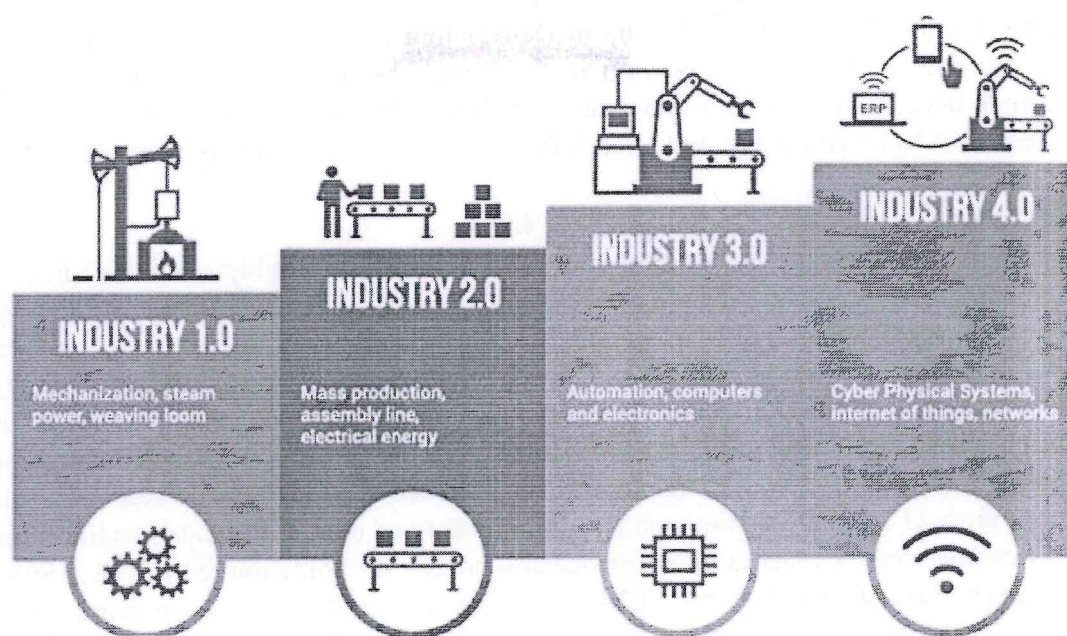 ERP
INDUSTRY 1.0
Mechanization, steam
power, weaving loom
INDUSTRY 2.0
Mass production,
assembly line,
electrical energy
INDUSTRY 3.0
Automation, computers
and electronics
INDUSTRY 4.0
Cyber Physical Systems,
internet of things, networks